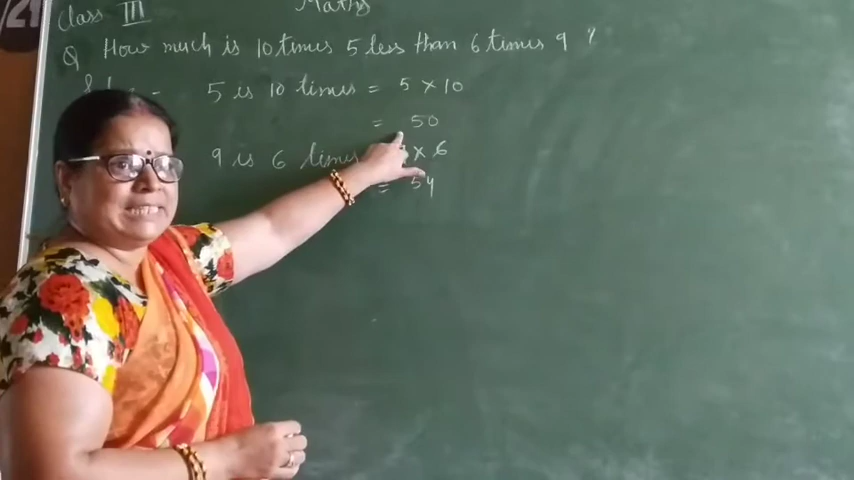 Class III
Maths
Q How much is 10 times 5 less than 6 times 9 ?
5 is 10 times = 5 × 10
= 50
9 is 6 times × 6
= 54